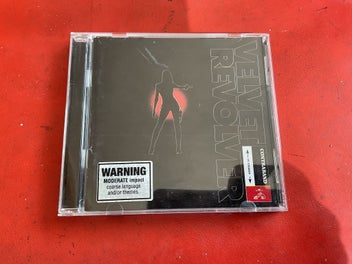 VELVET
REVOLVER
CONTRABAND
WARNING
MODERATE impact
coarse language
and/or themes